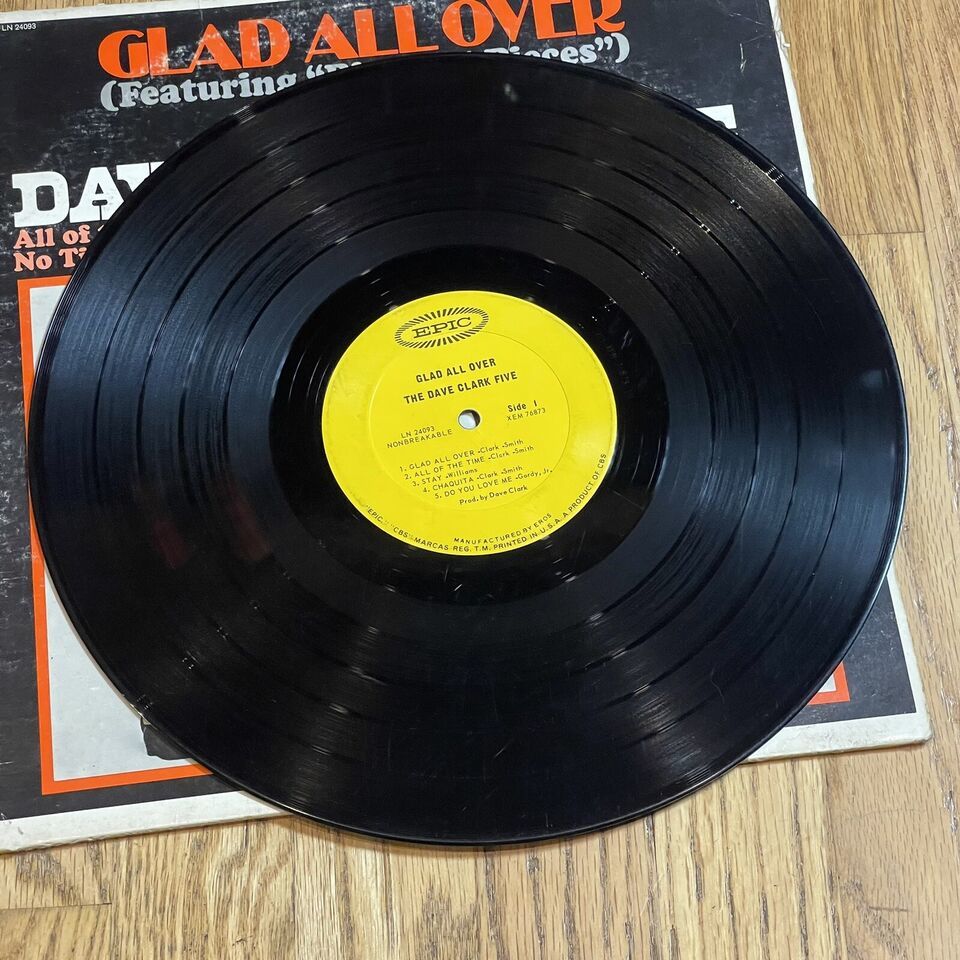 LN 24093
GLAD ALL OVER
(Featuring
DA
All of
No Ti
EPIC
GLAD ALL OVER
THE DAVE CLARK FIVE
LN 24093
NONBREAKABLE
Side 1
XEM 76873
1. GLAD ALL OVER -Clark -Smith
2. ALL OF THE TIME -Clark -Smith
3. STAY -Williams
4. CHAQUITA -Clark -Smith
5. DO YOU LOVE ME -Gordy, Jr.
Prod. by Dave Clark
MANUFACTURED BY EROS
"EPIC," "CBS" MARCAS REG. T.M. PRINTED IN U.S.A. A PRODUCT OF CBS